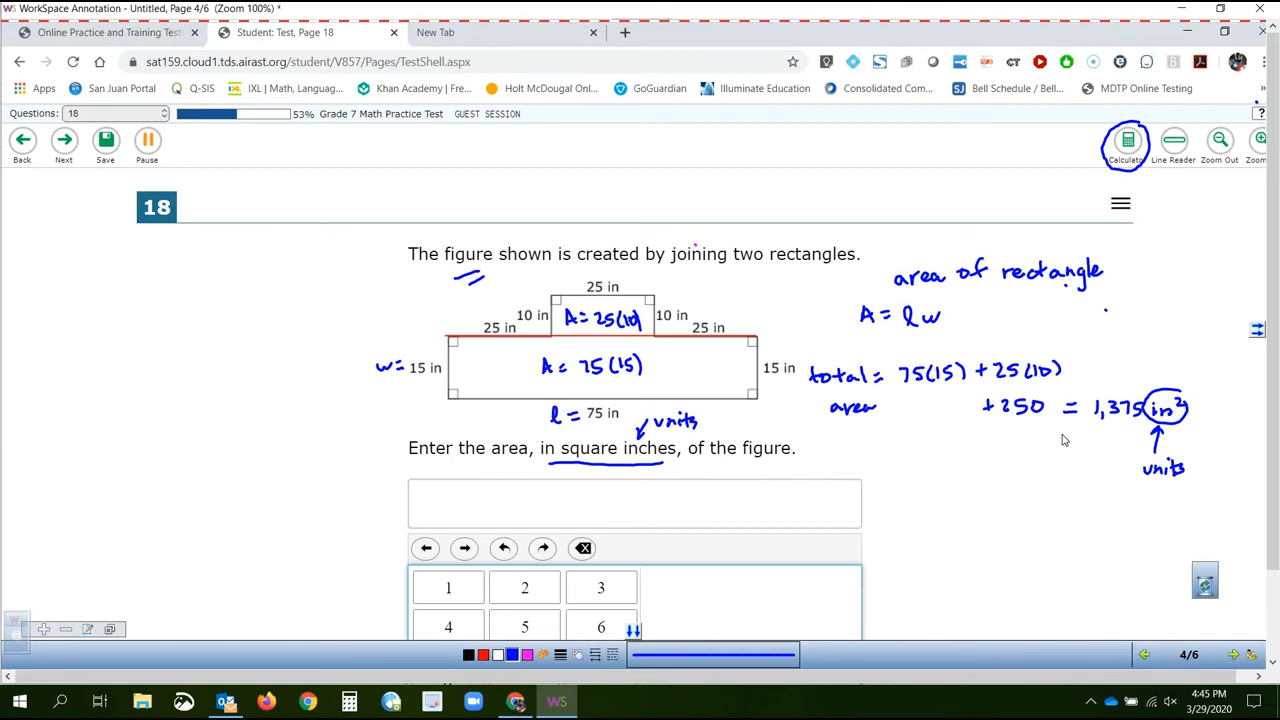 WorkSpace Annotation - Untitled, Page 4/6 (Zoom 100%) *
Online Practice and Training Test
Student: Test, Page 18
New Tab
sat159.cloud1.tds.airast.org/student/V857/Pages/TestShell.aspx
Apps
San Juan Portal
Q-SIS
IXL | Math, Languag...
Khan Academy | Fre...
Holt McDougal Onl...
GoGuardian
Illuminate Education
Consolidated Com...
Bell Schedule / Bell...
MDTP Online Testing
Questions: 18
53% Grade 7 Math Practice Test GUEST SESSION
Back
Next
Save
Pause
Calculator
Line Reader
Zoom Out
Zoom
18
The figure shown is created by joining two rectangles.
area of rectangle
A = l w
25 in
10 in
A = 25(10)
10 in
25 in
25 in
w = 15 in
A = 75(15)
15 in
l = 75 in
total = 75(15) + 25(10)
area
+ 250 = 1,375 in²
units
units
Enter the area, in square inches, of the figure.
1 2 3
4 5 6
4/6
4:45 PM
3/29/2020